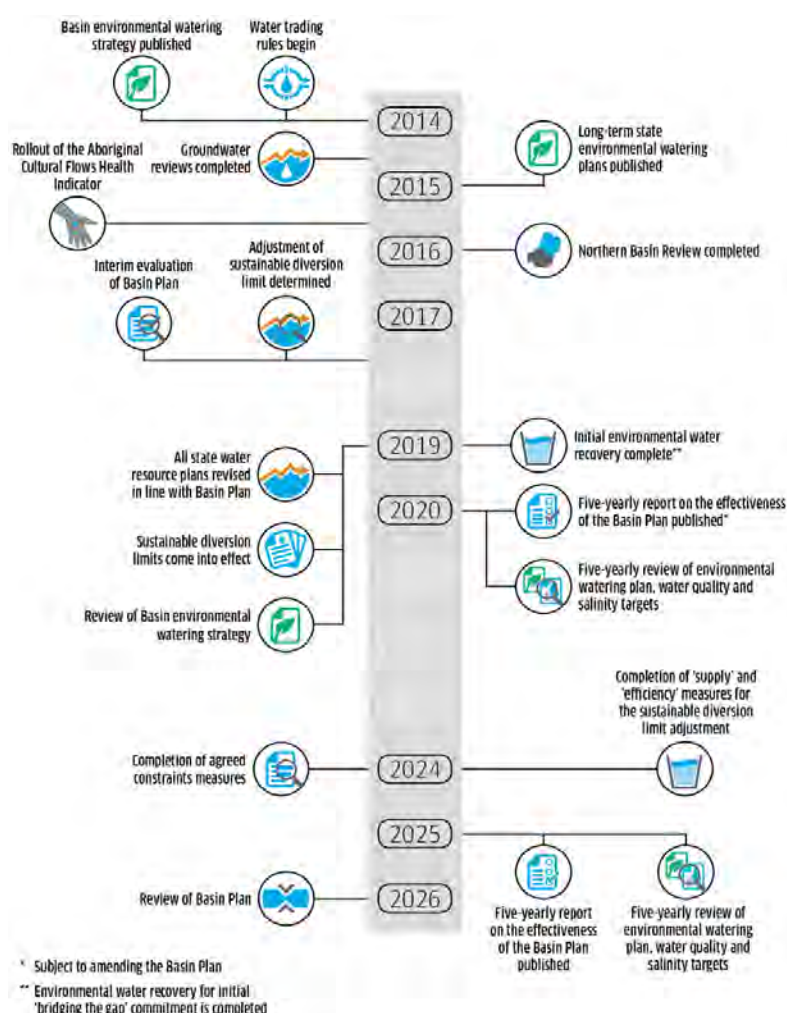 Basin environmental watering
strategy published
Water trading
rules begin
2014
Long-term state
environmental watering
plans published
Groundwater
reviews completed
2015
Rollout of the Aboriginal
Cultural Flows Health
Indicator
2016
Northern Basin Review completed
Interim evaluation
of Basin Plan
Adjustment of
sustainable diversion
limit determined
2017
2019
Initial environmental water
recovery complete**
All state water
resource plans revised
in line with Basin Plan
2020
Five-yearly report on the effectiveness
of the Basin Plan published*
Sustainable diversion
limits come into effect
Five-yearly review of environmental
watering plan, water quality and
salinity targets
Review of Basin environmental
watering strategy
Completion of 'supply' and
'efficiency' measures for
the sustainable diversion
limit adjustment
Completion of agreed
constraints measures
2024
2025
Review of Basin Plan
2026
Five-yearly report
on the effectiveness
of the Basin Plan
published
Five-yearly review of
environmental watering
plan, water quality and
salinity targets
* Subject to amending the Basin Plan
** Environmental water recovery for initial
'bridging the gap' commitment is completed